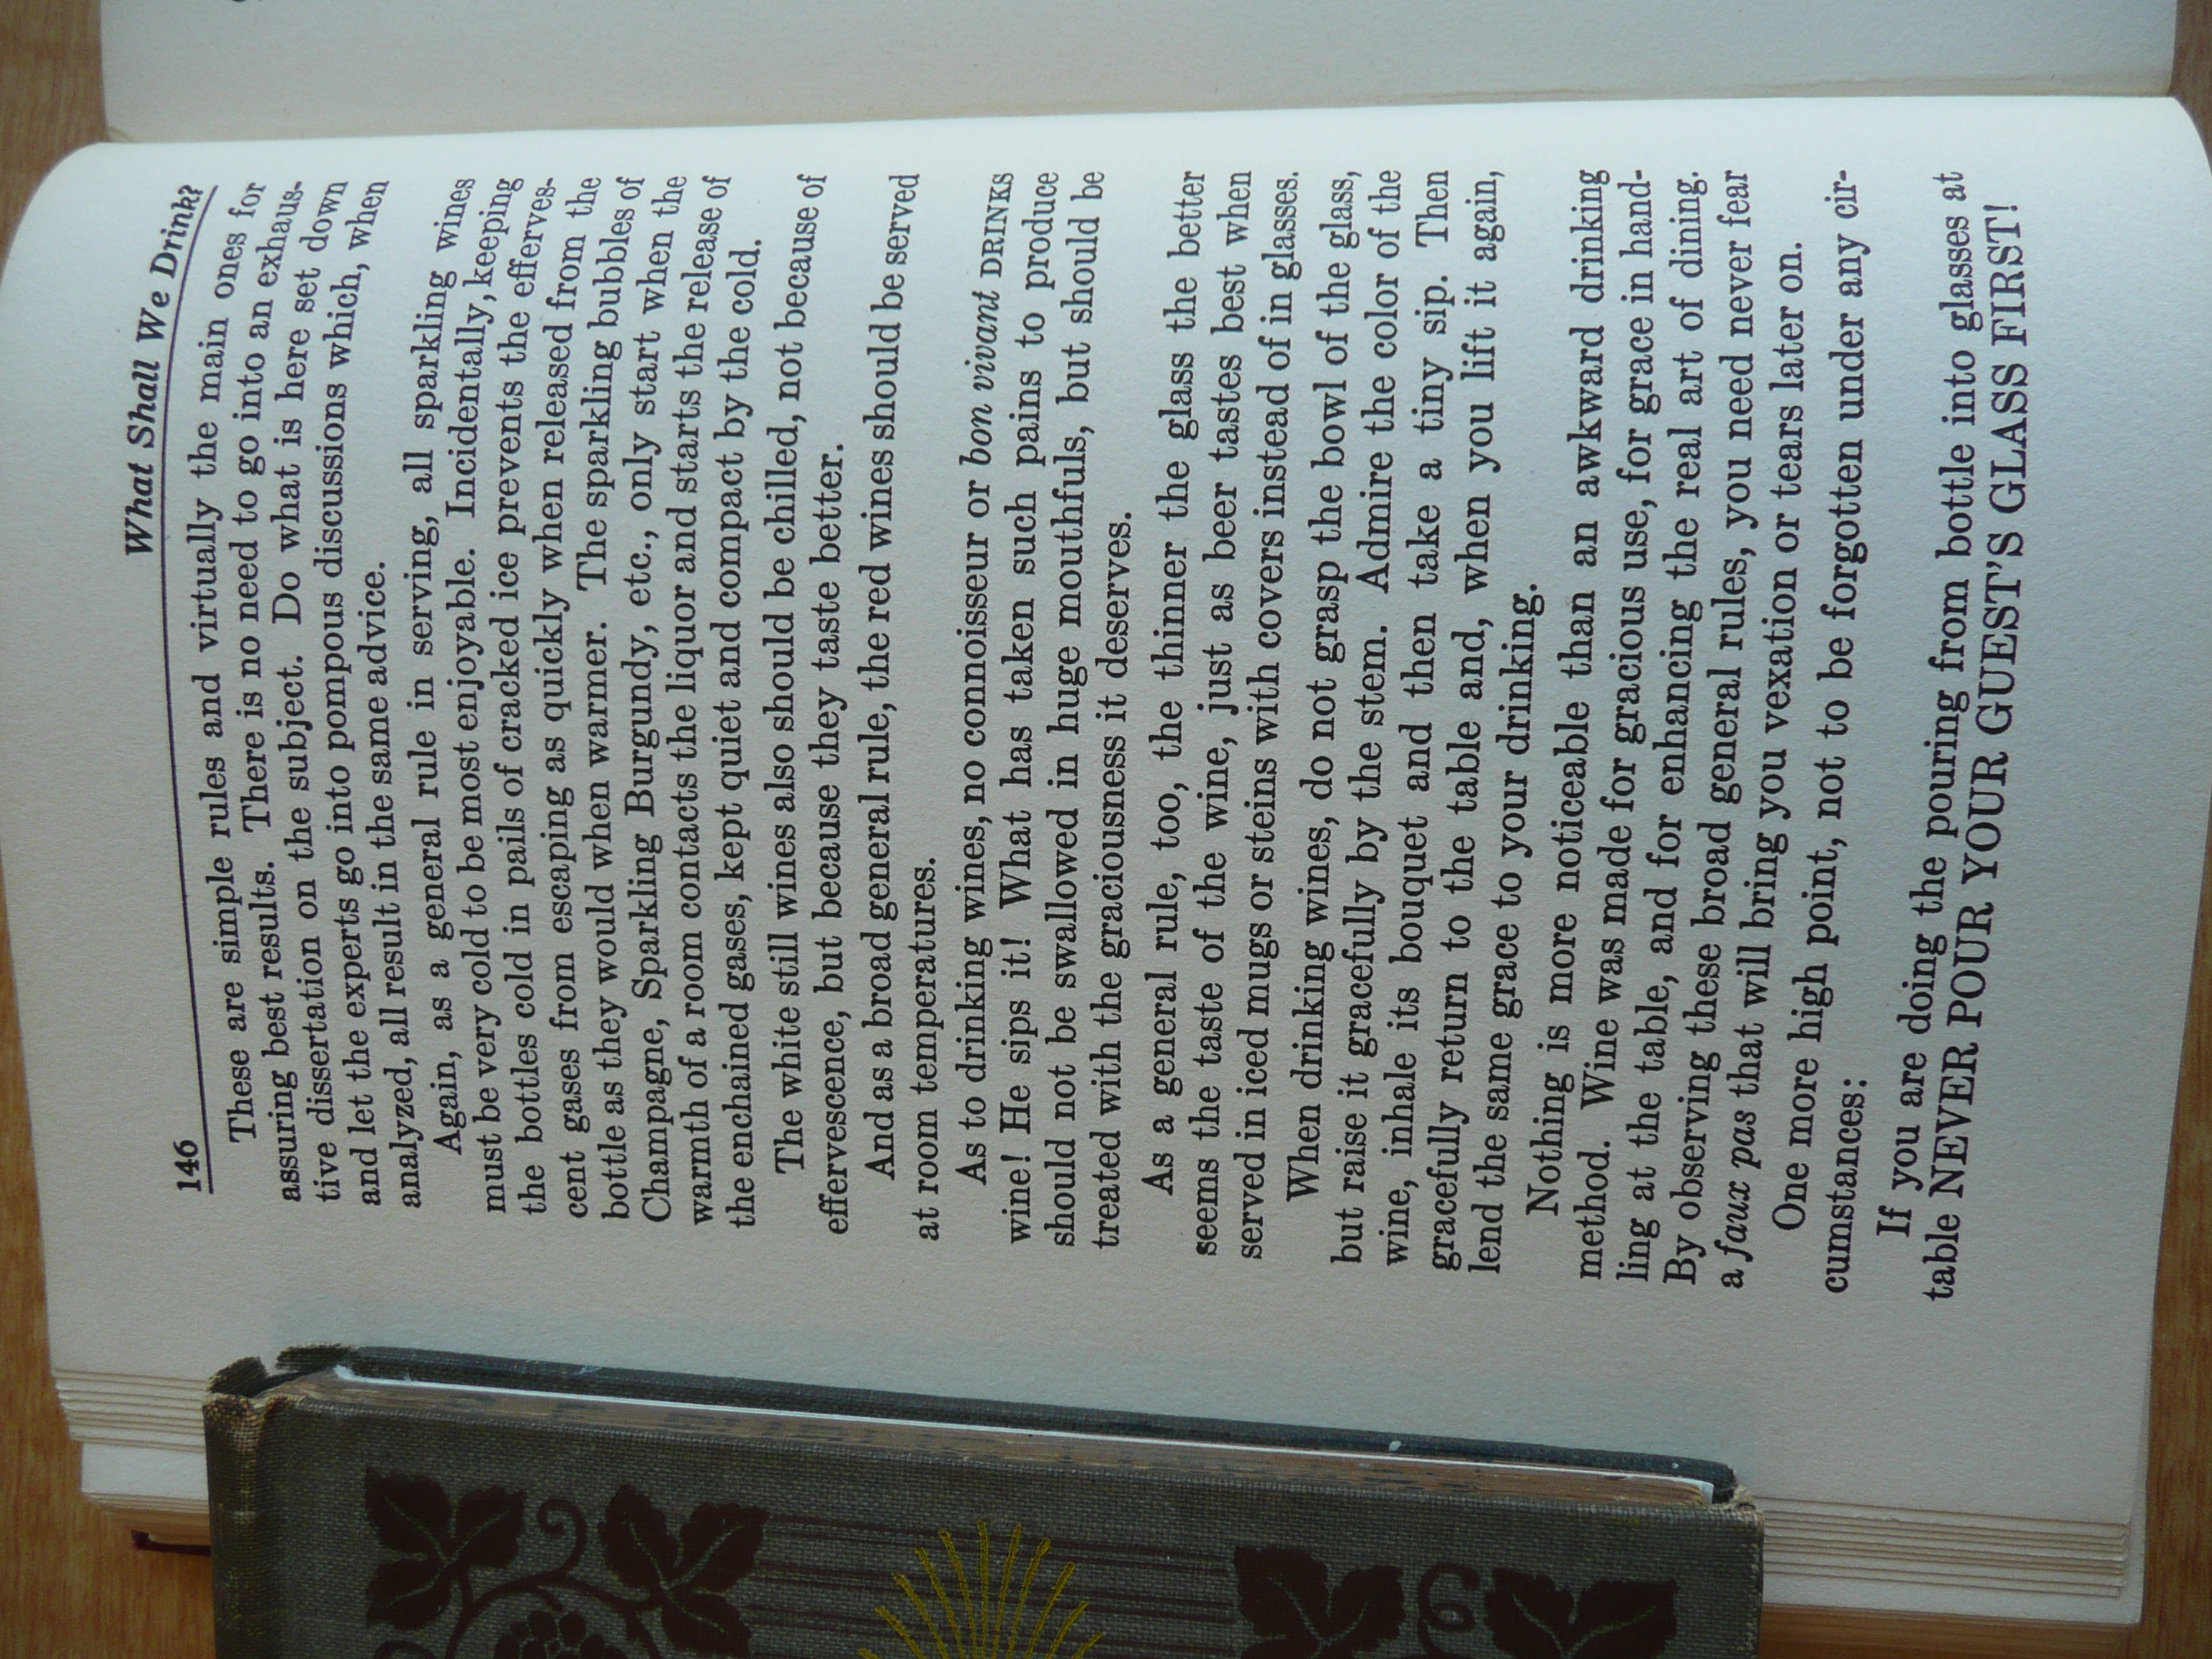 146 What Shall We Drink?
These are simple rules and virtually the main ones for
assuring best results. There is no need to go into an exhaus-
tive dissertation on the subject. Do what is here set down
and let the experts go into pompous discussions which, when
analyzed, all result in the same advice.
Again, as a general rule in serving, all sparkling wines
must be very cold to be most enjoyable. Incidentally, keeping
the bottles cold in pails of cracked ice prevents the efferves-
cent gases from escaping as quickly when released from the
bottle as they would when warmer. The sparkling bubbles of
Champagne, Sparkling Burgundy, etc., only start when the
warmth of a room contacts the liquor and starts the release of
the enchained gases, kept quiet and compact by the cold.
The white still wines also should be chilled, not because of
effervescence, but because they taste better.
And as a broad general rule, the red wines should be served
at room temperatures.
As to drinking wines, no connoisseur or bon vivant DRINKS
wine! He sips it! What has taken such pains to produce
should not be swallowed in huge mouthfuls, but should be
treated with the graciousness it deserves.
As a general rule, too, the thinner the glass the better
seems the taste of the wine, just as beer tastes best when
served in iced mugs or steins with covers instead of in glasses.
When drinking wines, do not grasp the bowl of the glass,
but raise it gracefully by the stem. Admire the color of the
wine, inhale its bouquet and then take a tiny sip. Then
gracefully return to the table and, when you lift it again,
lend the same grace to your drinking.
Nothing is more noticeable than an awkward drinking
method. Wine was made for gracious use, for grace in hand-
ling at the table, and for enhancing the real art of dining.
By observing these broad general rules, you need never fear
a faux pas that will bring you vexation or tears later on.
One more high point, not to be forgotten under any cir-
cumstances:
If you are doing the pouring from bottle into glasses at
table NEVER POUR YOUR GUEST'S GLASS FIRST!